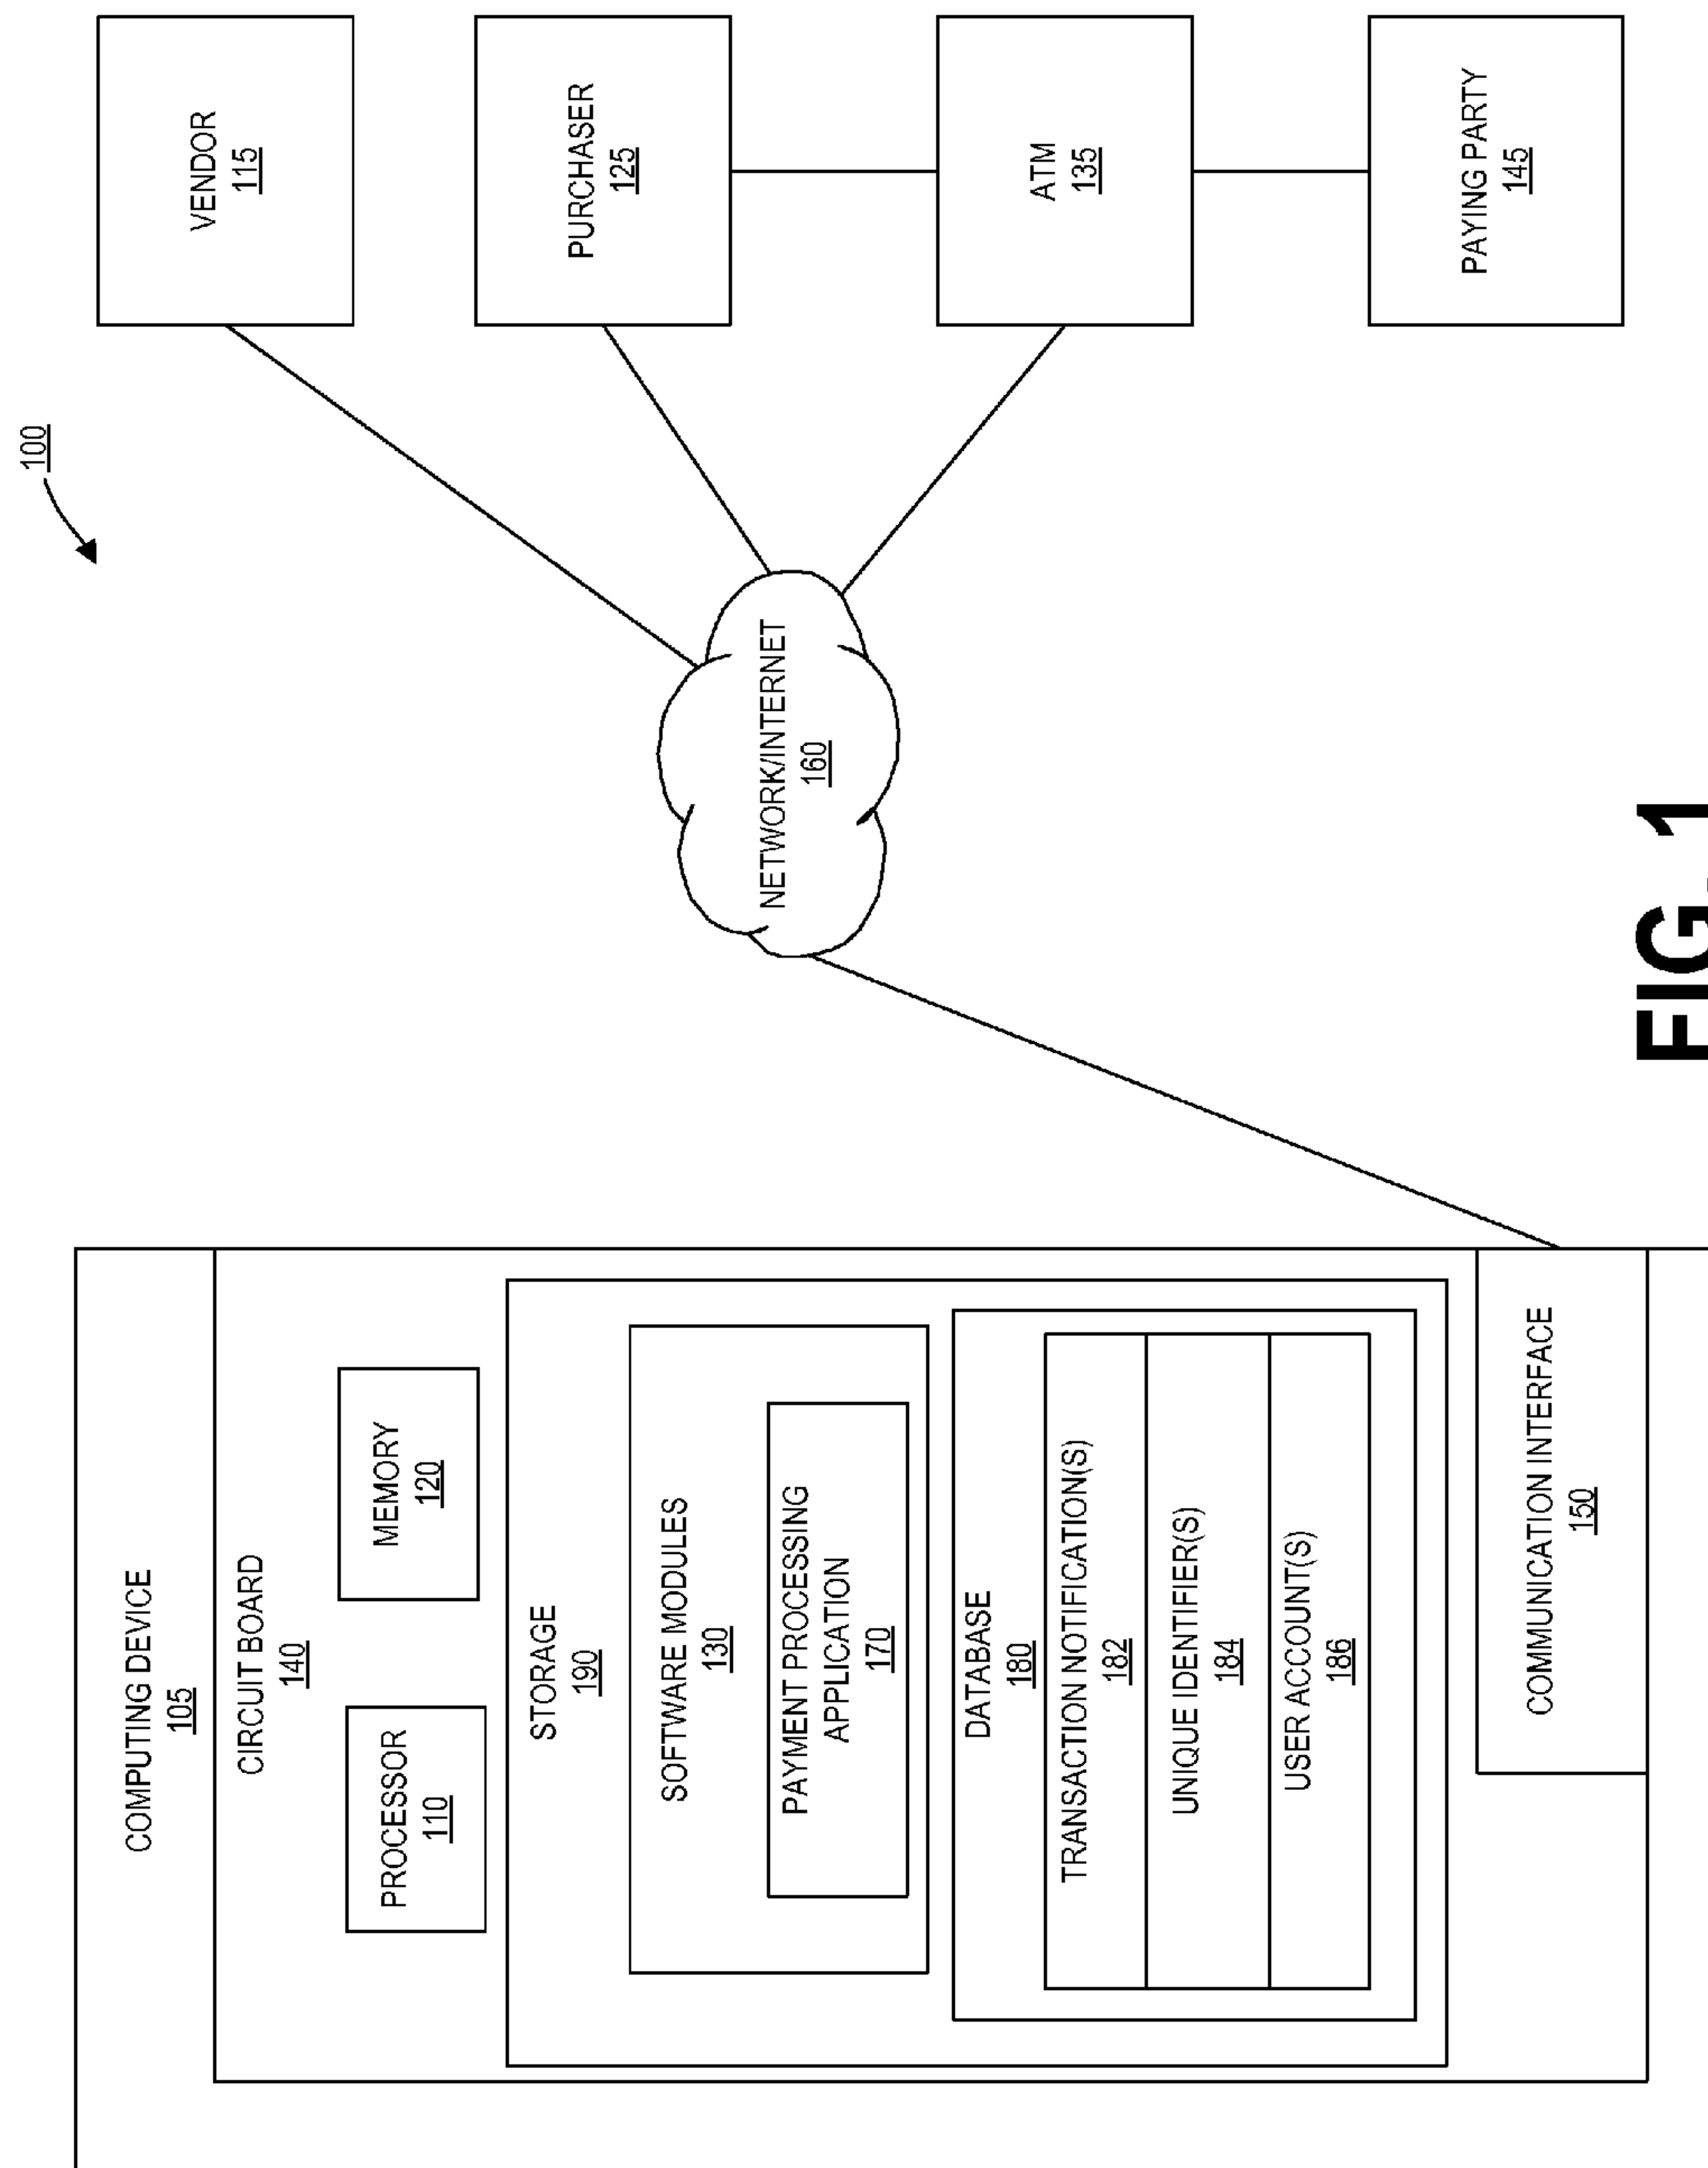 100
COMPUTING DEVICE
105
CIRCUIT BOARD
140
PROCESSOR
110
MEMORY
120
STORAGE
190
SOFTWARE MODULES
130
PAYMENT PROCESSING
APPLICATION
170
DATABASE
180
TRANSACTION NOTIFICATION(S)
182
UNIQUE IDENTIFIER(S)
184
USER ACCOUNT(S)
186
COMMUNICATION INTERFACE
150
NETWORK/INTERNET
160
VENDOR
115
PURCHASER
125
ATM
135
PAYING PARTY
145
FIG. 1